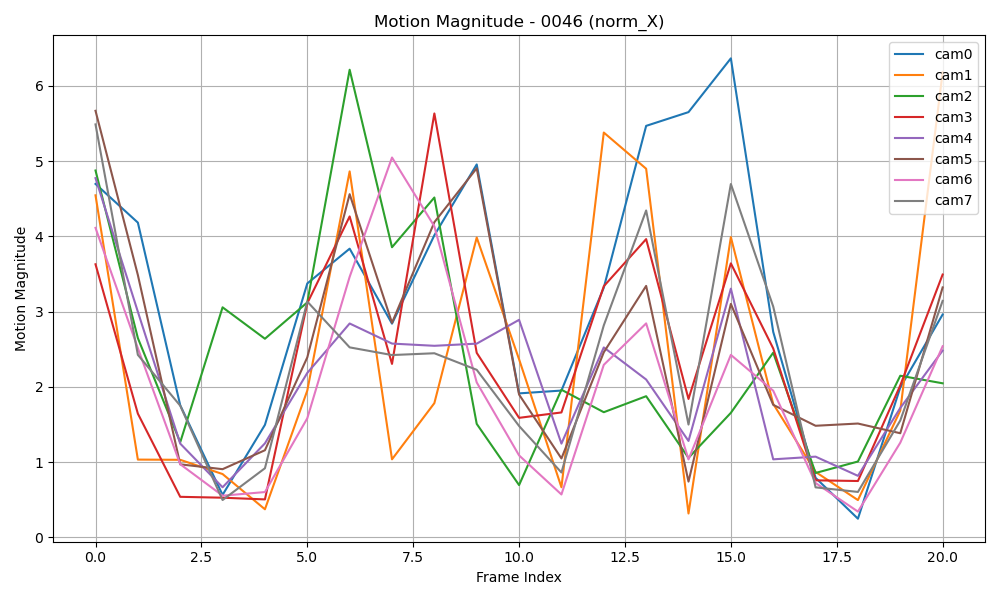 Motion Magnitude - 0046 (norm_X)
cam0
cam1
cam2
cam3
cam4
cam5
cam6
cam7
Motion Magnitude
6
5
4
3
2
1
0
0.0 2.5 5.0 7.5 10.0 12.5 15.0 17.5 20.0
Frame Index